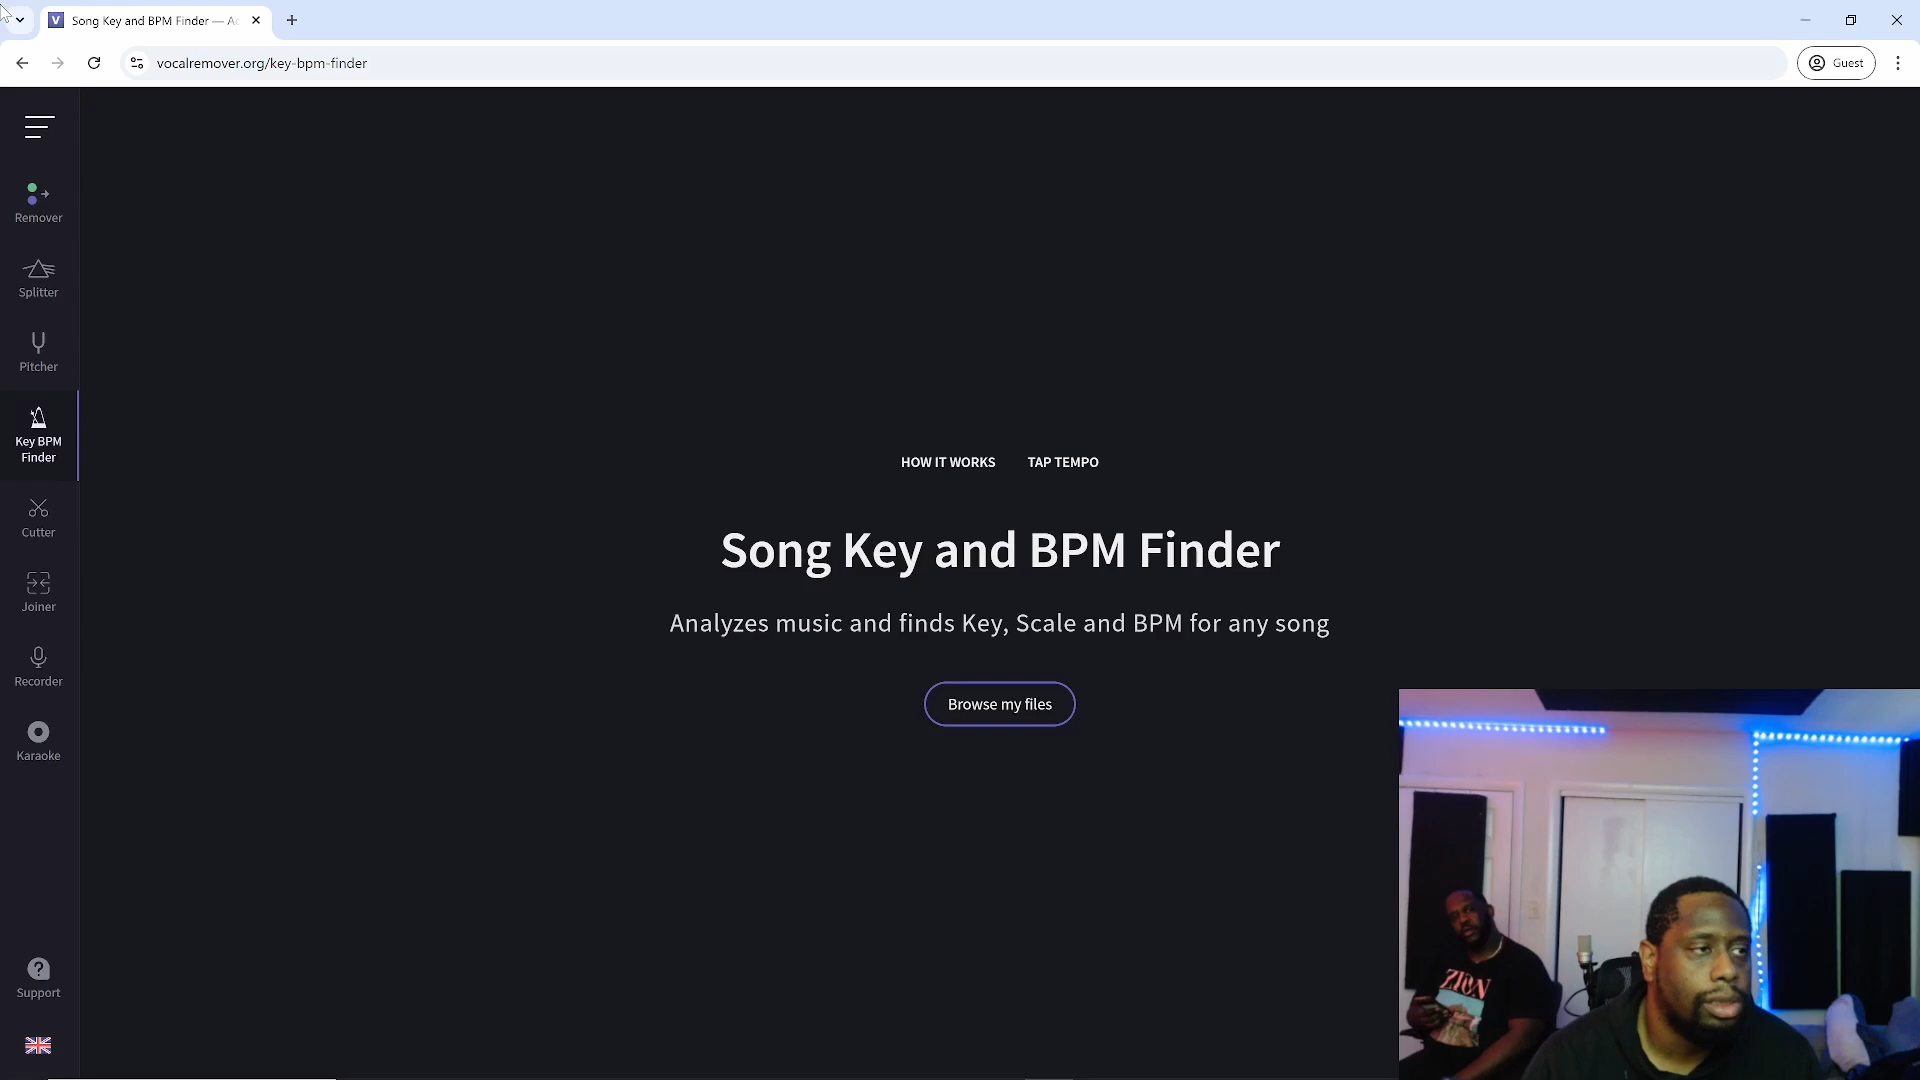 Song Key and BPM Finder — A
vocalremover.org/key-bpm-finder
Guest
Remover
Splitter
Pitcher
Key BPM
Finder
Cutter
Joiner
Recorder
Karaoke
Support
HOW IT WORKS
TAP TEMPO
Song Key and BPM Finder
Analyzes music and finds Key, Scale and BPM for any song
Browse my files
ZION